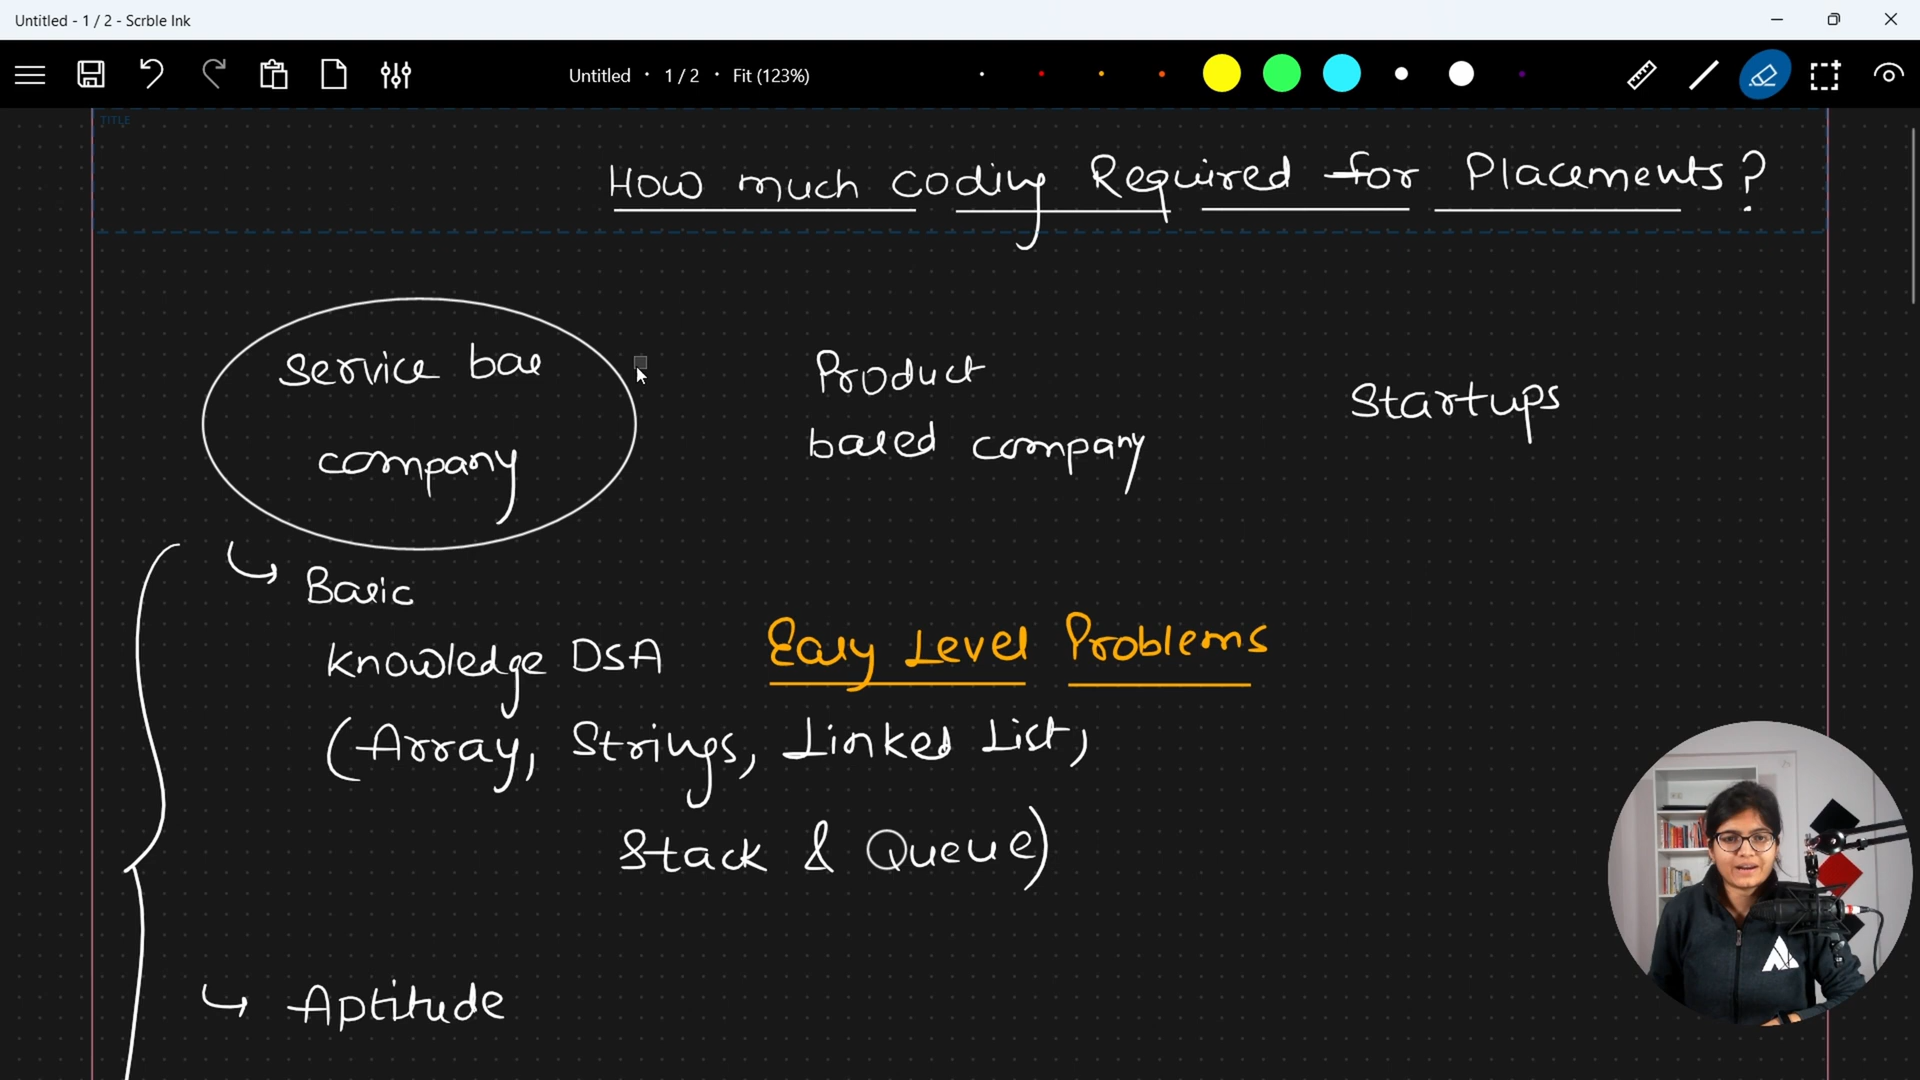 Untitled - 1 / 2 - Scrble Ink
Untitled • 1 / 2 • Fit (123%)
TITLE
How much coding Required for Placements?
Service bae
company
Product
based company
Startups
Basic
knowledge DSA
Easy Level Problems
(Array, Strings, Linked List,
Stack & Queue)
Aptitude